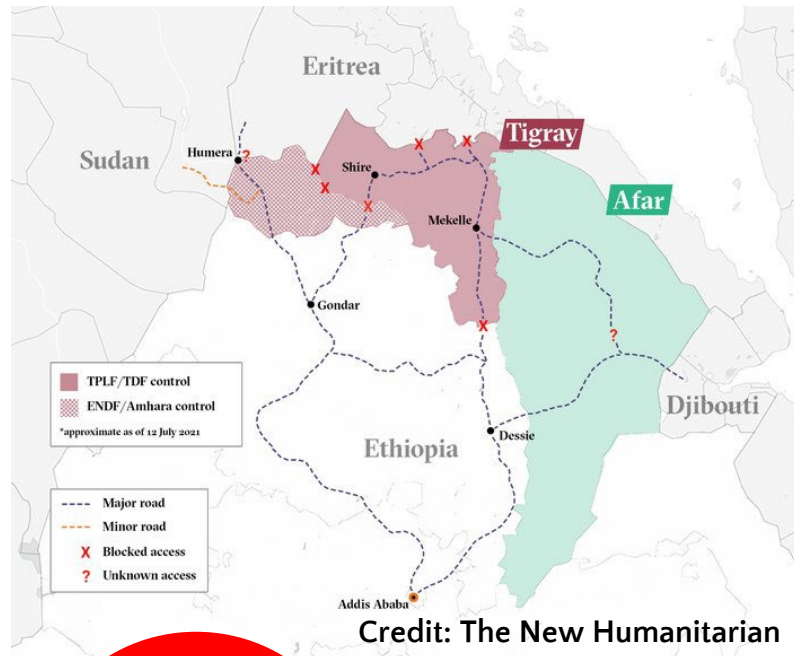 Eritrea
Tigray
Sudan
Humera
?
X
X
X
X
X
Shire
Afar
Mekelle
Gondar
X
?
TPLF/TDF control
ENDF/Amhara control
*approximate as of 12 July 2021
Djibouti
Dessie
Ethiopia
Major road
Minor road
X Blocked access
? Unknown access
Addis Ababa
Credit: The New Humanitarian